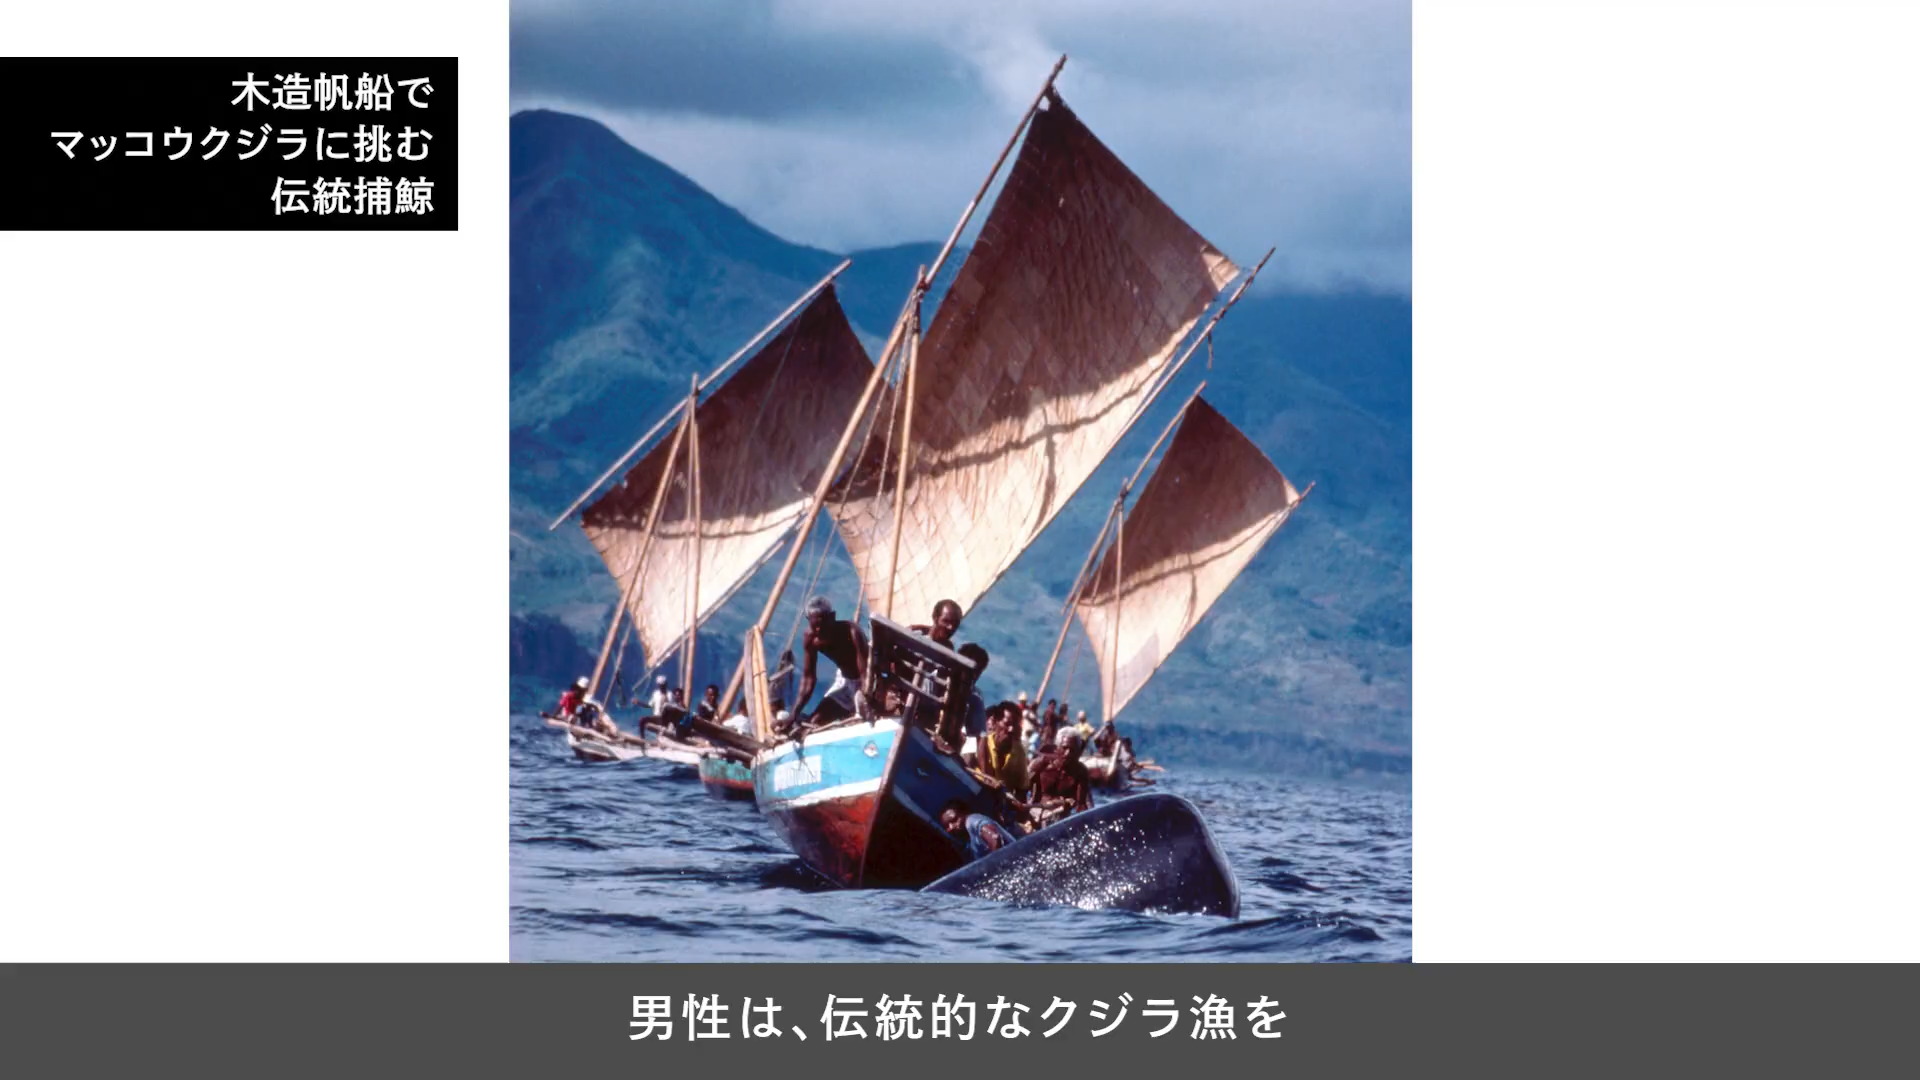 木造帆船で
マッコウクジラに挑む
伝統捕鯨
男性は、伝統的なクジラ漁を